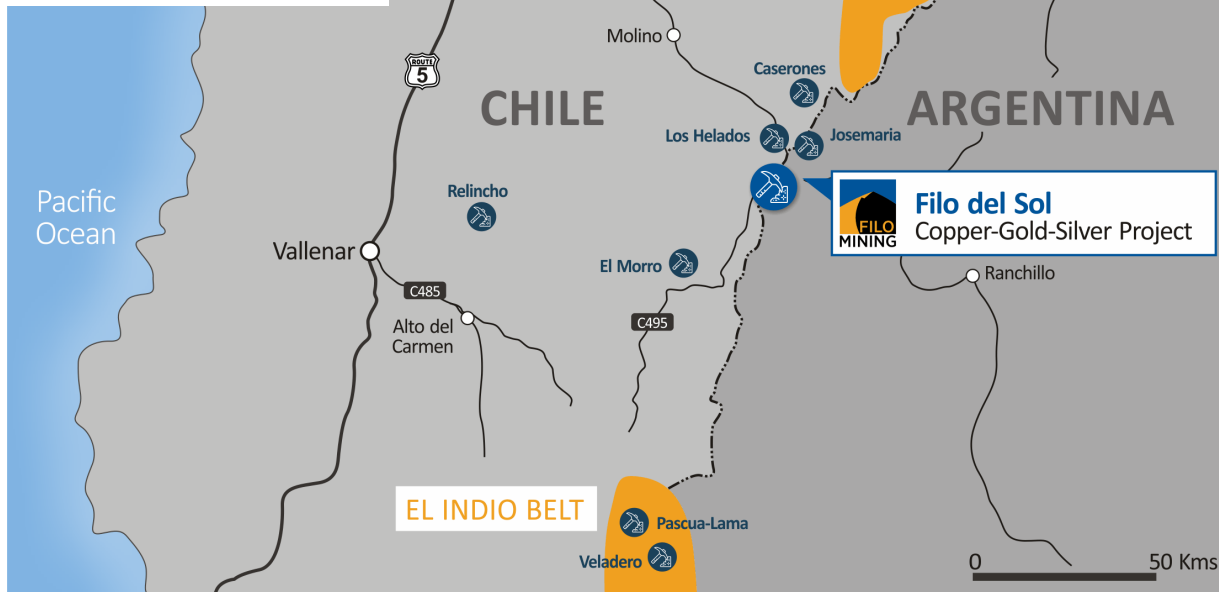 Molino
ROUTE
5
Caserones
CHILE
ARGENTINA
Los Helados
Josemaria
Relincho
Pacific
Ocean
FILO
MINING
Filo del Sol
Copper-Gold-Silver Project
Vallenar
El Morro
Ranchillo
C485
Alto del
Carmen
C495
EL INDIO BELT
Pascua-Lama
Veladero
0
50 Kms